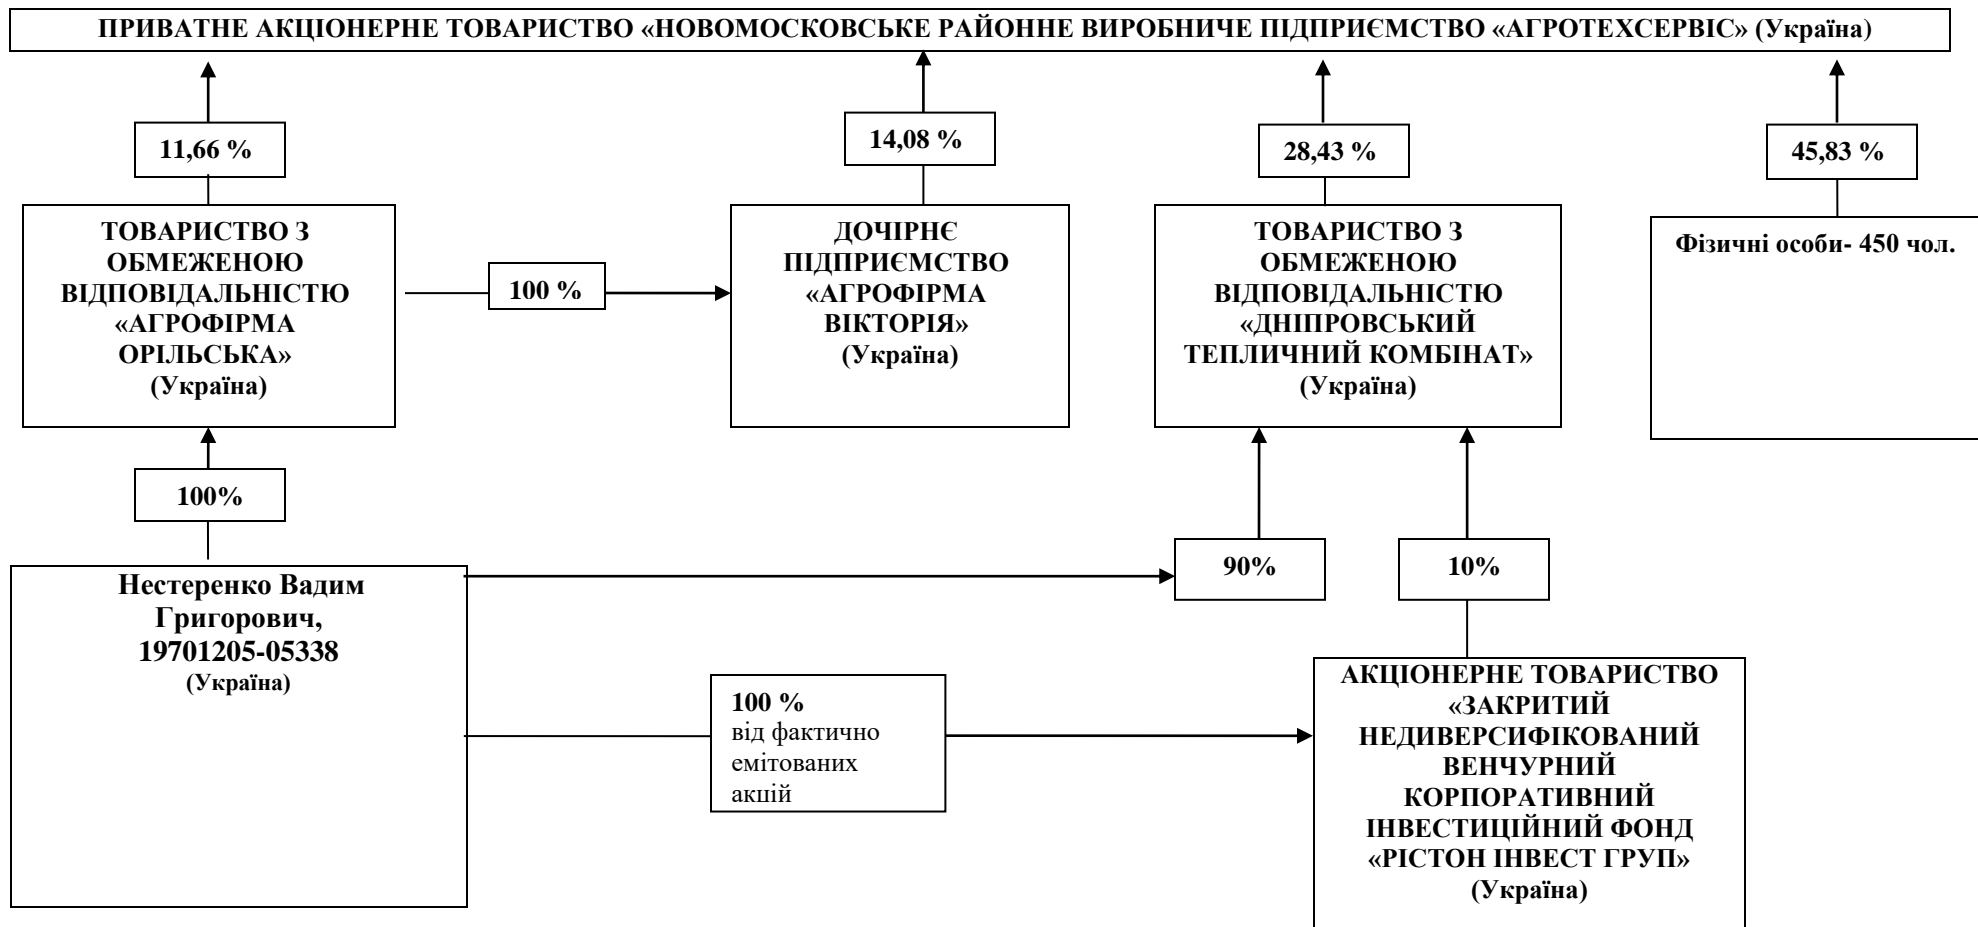 ПРИВАТНЕ АКЦІОНЕРНЕ ТОВАРИСТВО «НОВОМОСКОВСЬКЕ РАЙОННЕ ВИРОБНИЧЕ ПІДПРИЄМСТВО «АГРОТЕХСЕРВІС» (Україна)
11,66 %
14,08 %
28,43 %
45,83 %
ТОВАРИСТВО З
ОБМЕЖЕНОЮ
ВІДПОВІДАЛЬНІСТЮ
«АГРОФІРМА
ОРІЛЬСЬКА»
(Україна)
100 %
ДОЧІРНЄ
ПІДПРИЄМСТВО
«АГРОФІРМА
ВІКТОРІЯ»
(Україна)
ТОВАРИСТВО З
ОБМЕЖЕНОЮ
ВІДПОВІДАЛЬНІСТЮ
«ДНІПРОВСЬКИЙ
ТЕПЛИЧНИЙ КОМБІНАТ»
(Україна)
Фізичні особи- 450 чол.
100%
90%
10%
Нестеренко Вадим
Григорович,
19701205-05338
(Україна)
100 %
від фактично
емітованих
акцій
АКЦІОНЕРНЕ ТОВАРИСТВО
«ЗАКРИТИЙ
НЕДИВЕРСИФІКОВАНИЙ
ВЕНЧУРНИЙ
КОРПОРАТИВНИЙ
ІНВЕСТИЦІЙНИЙ ФОНД
«РІСТОН ІНВЕСТ ГРУП»
(Україна)